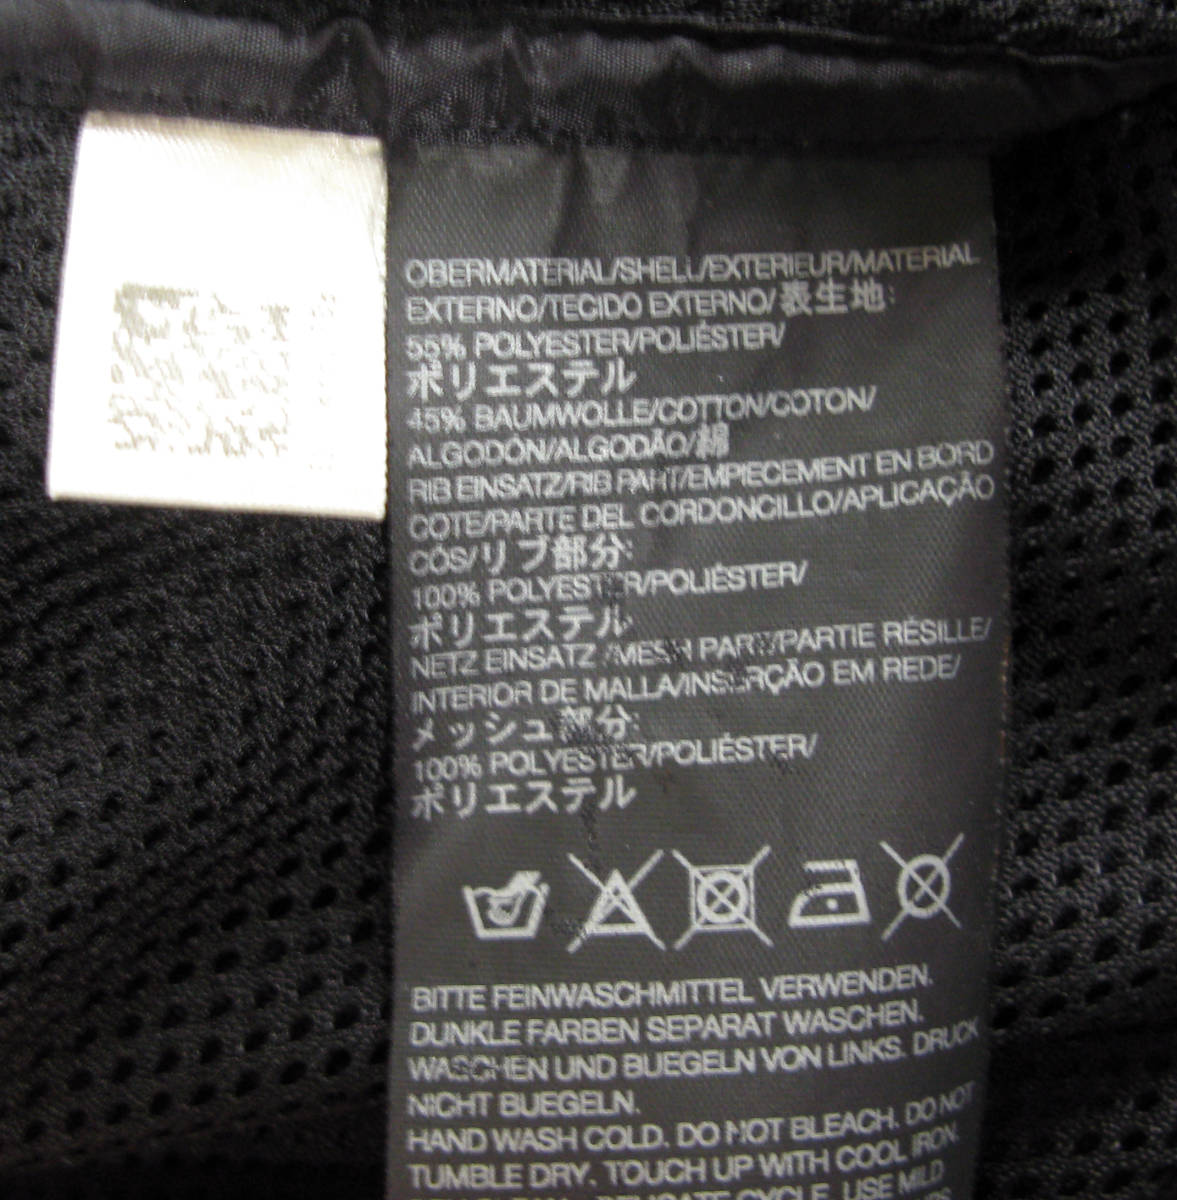 OBERMATERIAL/SHELL/EXTERIEUR/MATERIAL
EXTERNO/TECIDO EXTERNO/表生地:
55% POLYESTER/POLIÉSTER/
ポリエステル
45% BAUMWOLLE/COTTON/COTON/
ALGODÓN/ALGODÃO/綿
RIB EINSATZ/RIB PART/EMPIECEMENT EN BORD
COTE/PARTE DEL CORDONCILLO/APLICAÇÃO
CÓS/リブ部分:
100% POLYESTER/POLIÉSTER/
ポリエステル
NETZ EINSATZ /MESH PART/PARTIE RÉSILLE/
INTERIOR DE MALLA/INSERÇÃO EM REDE/
メッシュ部分:
100% POLYESTER/POLIÉSTER/
ポリエステル
BITTE FEINWASCHMITTEL VERWENDEN.
DUNKLE FARBEN SEPARAT WASCHEN.
WASCHEN UND BUEGELN VON LINKS. DRUCK
NICHT BUEGELN.
HAND WASH COLD. DO NOT BLEACH. DO NOT
TUMBLE DRY. TOUCH UP WITH COOL IRON.
DELICATE CYCLE. USE MILD